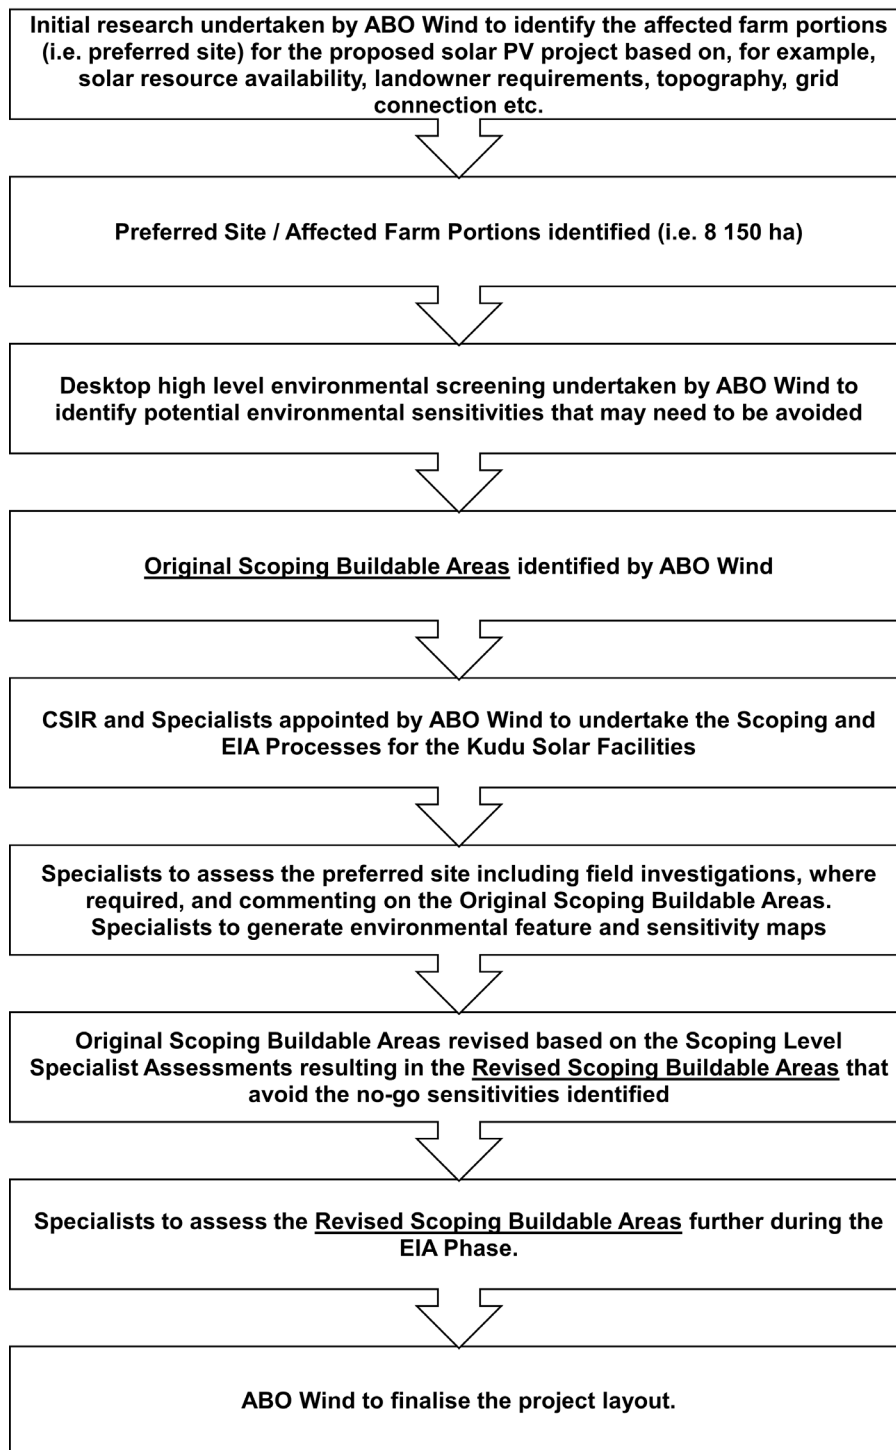 Initial research undertaken by ABO Wind to identify the affected farm portions
(i.e. preferred site) for the proposed solar PV project based on, for example,
solar resource availability, landowner requirements, topography, grid
connection etc.
Preferred Site / Affected Farm Portions identified (i.e. 8 150 ha)
Desktop high level environmental screening undertaken by ABO Wind to
identify potential environmental sensitivities that may need to be avoided
Original Scoping Buildable Areas identified by ABO Wind
CSIR and Specialists appointed by ABO Wind to undertake the Scoping and
EIA Processes for the Kudu Solar Facilities
Specialists to assess the preferred site including field investigations, where
required, and commenting on the Original Scoping Buildable Areas.
Specialists to generate environmental feature and sensitivity maps
Original Scoping Buildable Areas revised based on the Scoping Level
Specialist Assessments resulting in the Revised Scoping Buildable Areas that
avoid the no-go sensitivities identified
Specialists to assess the Revised Scoping Buildable Areas further during the
EIA Phase.
ABO Wind to finalise the project layout.